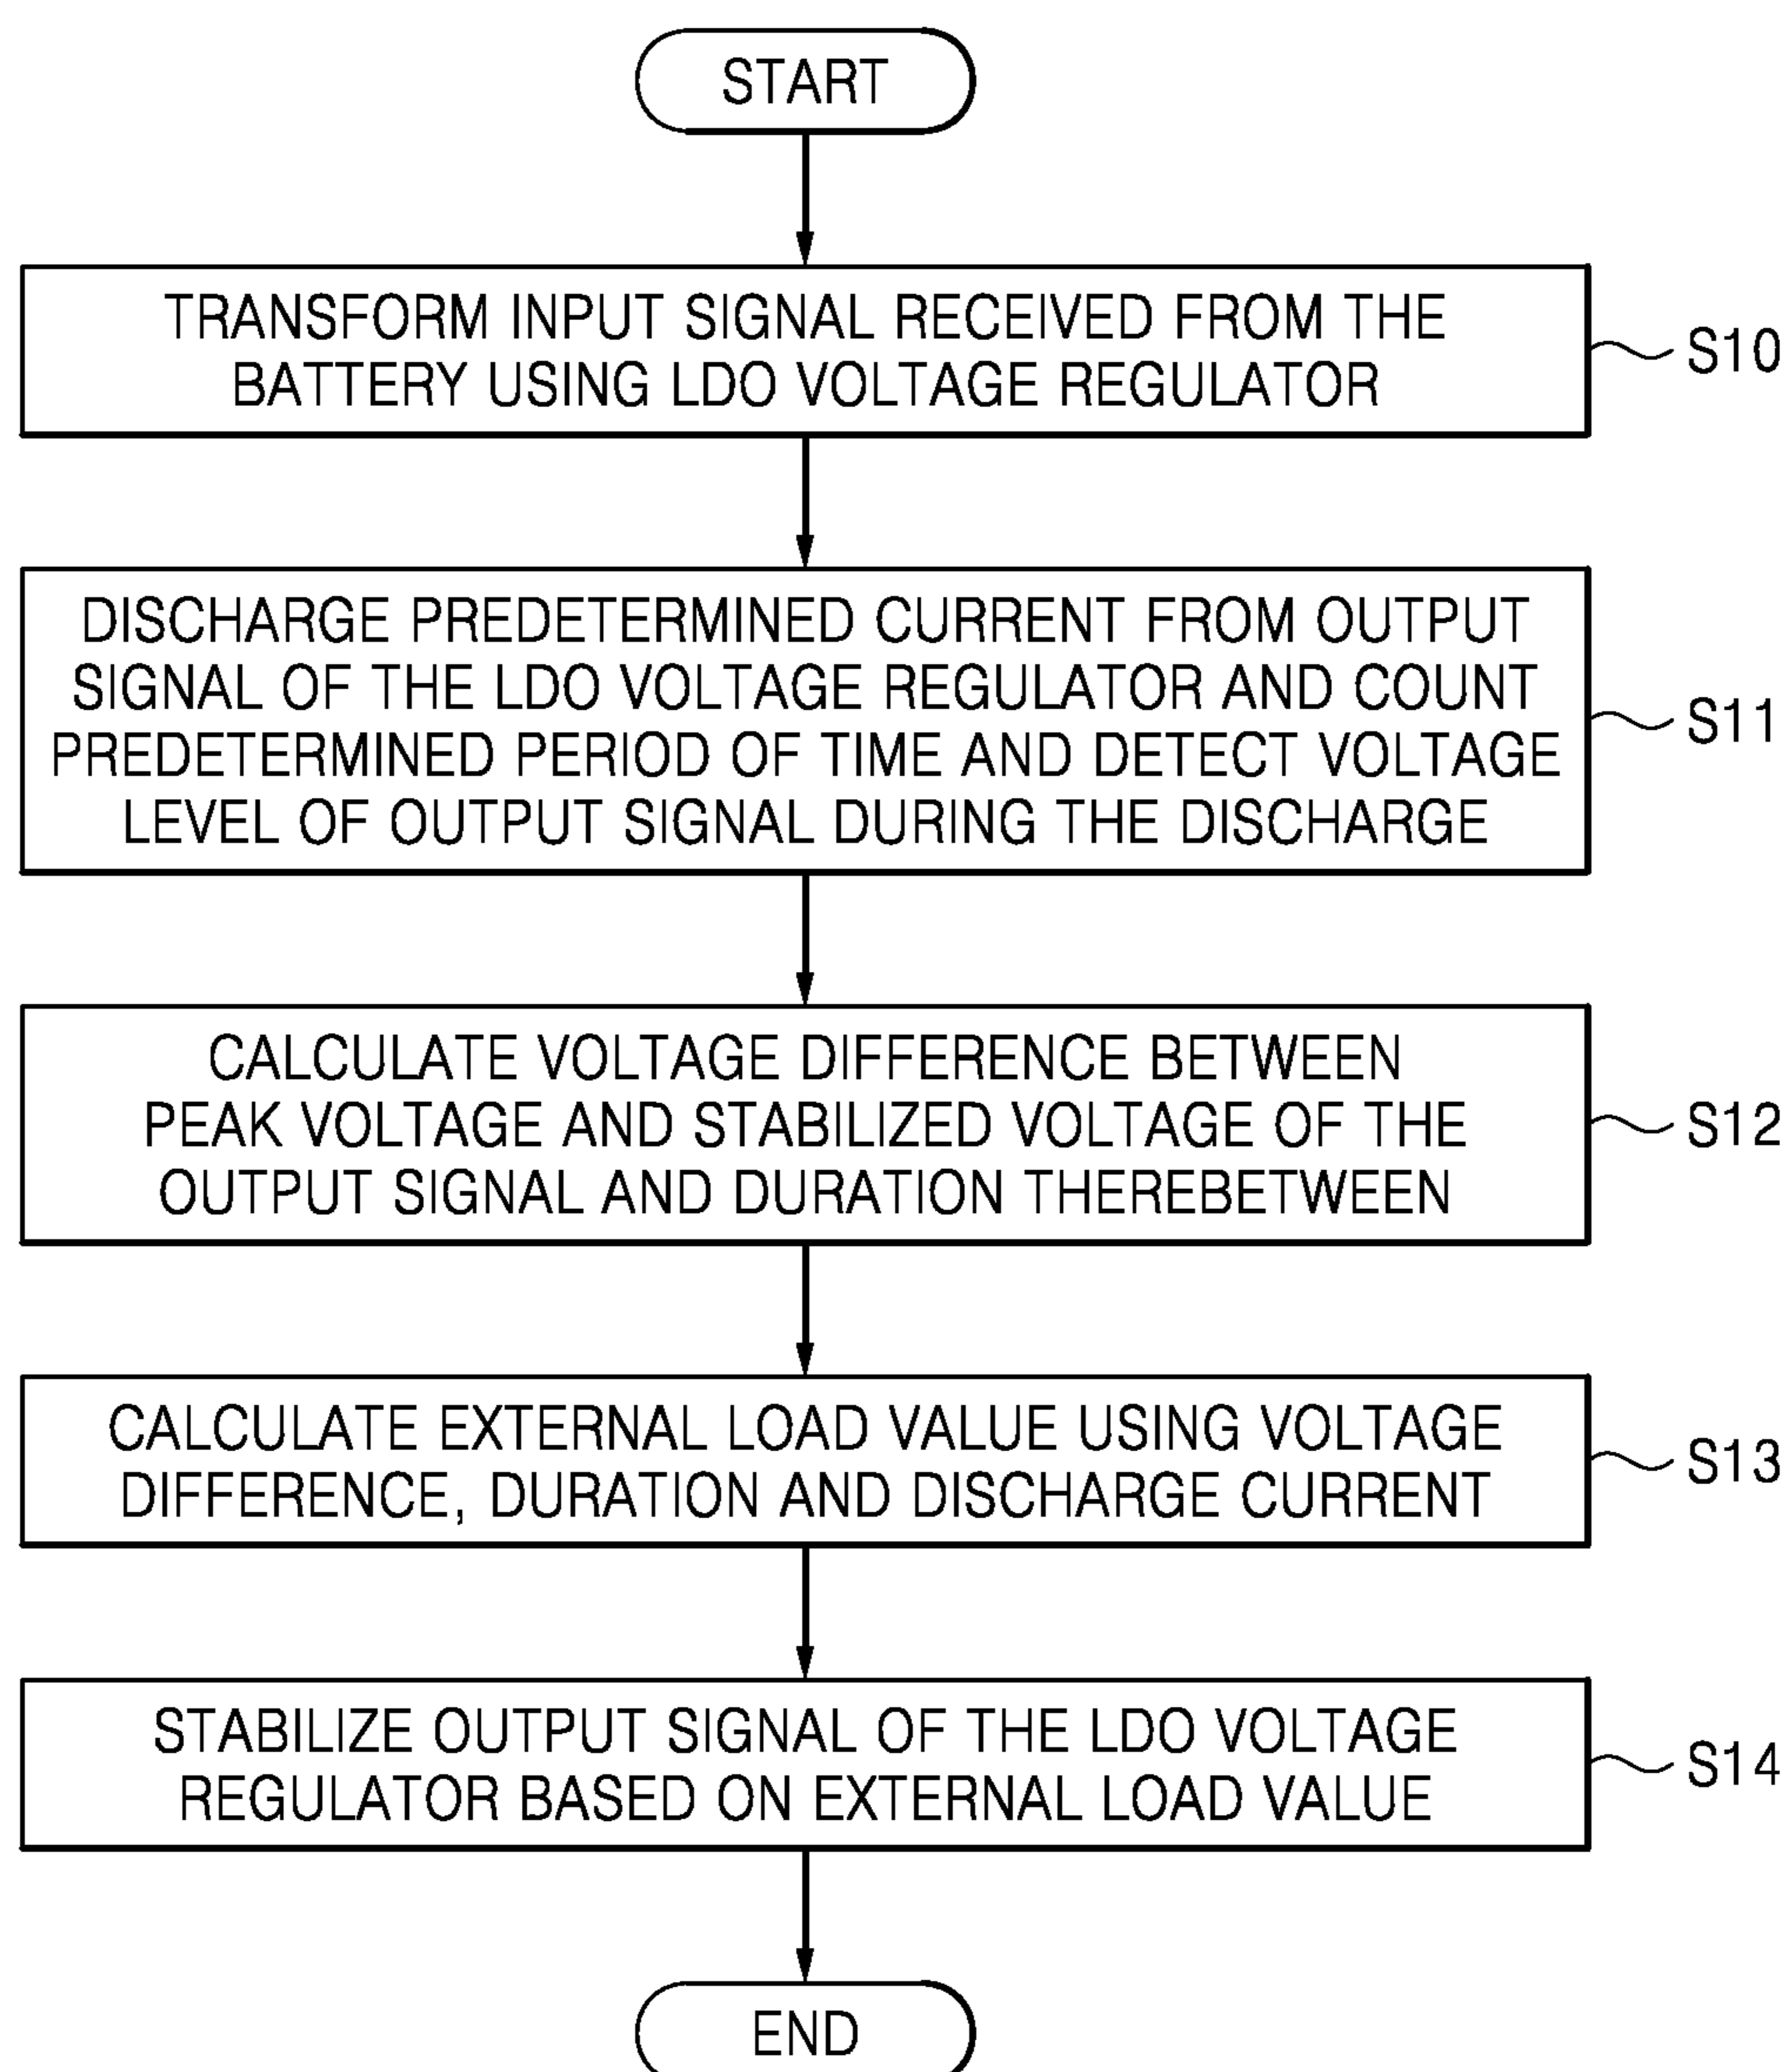 START
TRANSFORM INPUT SIGNAL RECEIVED FROM THE
BATTERY USING LDO VOLTAGE REGULATOR
S10
DISCHARGE PREDETERMINED CURRENT FROM OUTPUT
SIGNAL OF THE LDO VOLTAGE REGULATOR AND COUNT
PREDETERMINED PERIOD OF TIME AND DETECT VOLTAGE
LEVEL OF OUTPUT SIGNAL DURING THE DISCHARGE
S11
CALCULATE VOLTAGE DIFFERENCE BETWEEN
PEAK VOLTAGE AND STABILIZED VOLTAGE OF THE
OUTPUT SIGNAL AND DURATION THEREBETWEEN
S12
CALCULATE EXTERNAL LOAD VALUE USING VOLTAGE
DIFFERENCE, DURATION AND DISCHARGE CURRENT
S13
STABILIZE OUTPUT SIGNAL OF THE LDO VOLTAGE
REGULATOR BASED ON EXTERNAL LOAD VALUE
S14
END